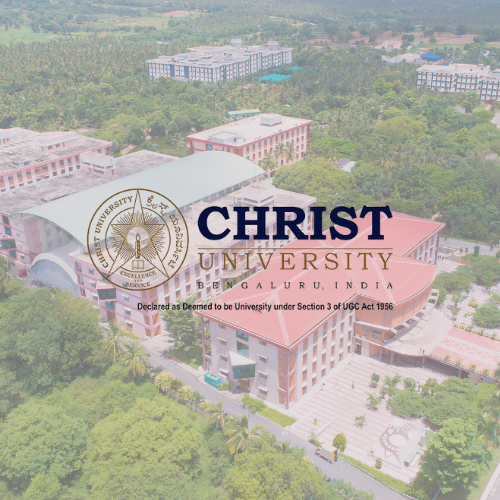 CHRIST UNIVERSITY
ಕ್ರೈಸ್ಟ್ ಯೂನಿವರ್ಸಿಟಿ
EXCELLENCE
AND
SERVICE
CHRIST
UNIVERSITY
BENGALURU, INDIA
Declared as Deemed to be University under Section 3 of UGC Act 1956